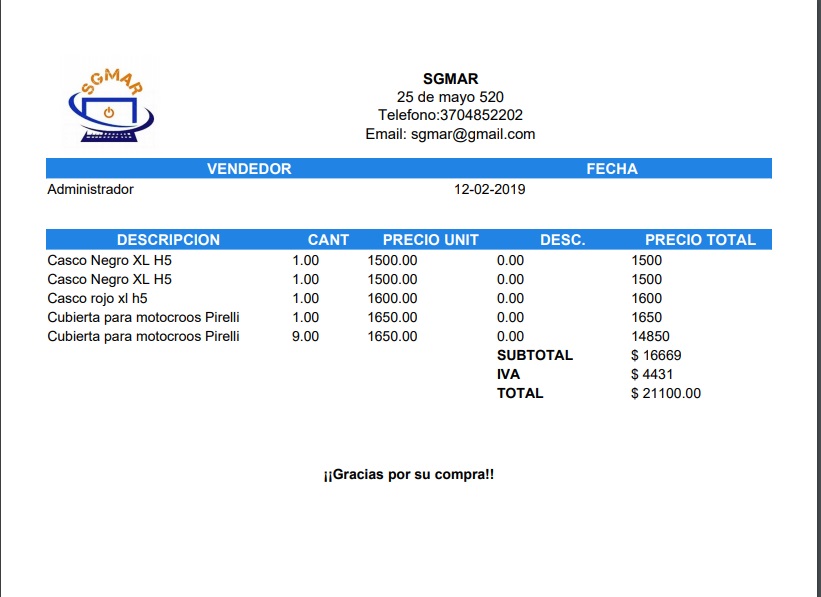 SGMAR
SGMAR
25 de mayo 520
Telefono:3704852202
Email: sgmar@gmail.com
VENDEDOR FECHA
Administrador 12-02-2019
DESCRIPCION CANT PRECIO UNIT DESC. PRECIO TOTAL
Casco Negro XL H5 1.00 1500.00 0.00 1500
Casco Negro XL H5 1.00 1500.00 0.00 1500
Casco rojo xl h5 1.00 1600.00 0.00 1600
Cubierta para motocroos Pirelli 1.00 1650.00 0.00 1650
Cubierta para motocroos Pirelli 9.00 1650.00 0.00 14850
SUBTOTAL $ 16669
IVA $ 4431
TOTAL $ 21100.00
¡¡Gracias por su compra!!